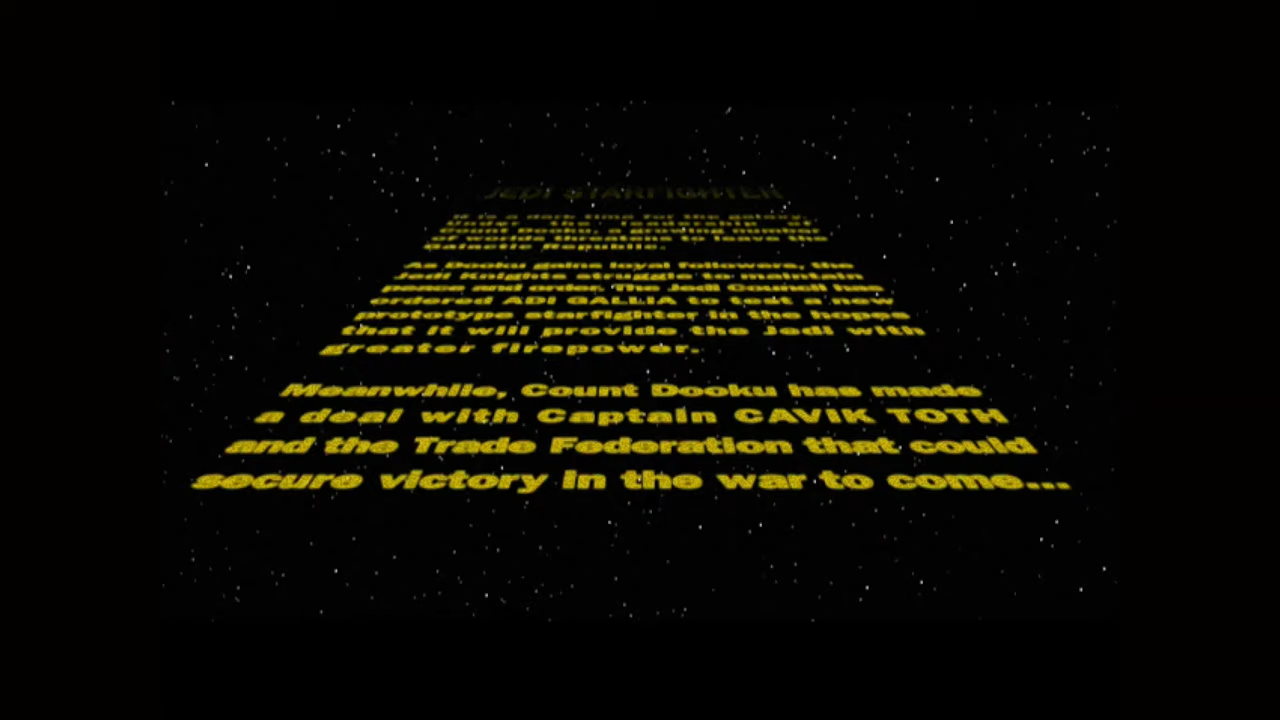 JEDI STARFIGHTER
It is a dark time for the galaxy.
Under the leadership of
Count Dooku, a growing number
of worlds threatens to leave the
Galactic Republic.
As Dooku gains loyal followers, the
Jedi Knights struggle to maintain
peace and order. The Jedi Council has
ordered ADI GALLIA to test a new
prototype starfighter in the hopes
that it will provide the Jedi with
greater firepower.
Meanwhile, Count Dooku has made
a deal with Captain CAVIK TOTH
and the Trade Federation that could
secure victory in the war to come...